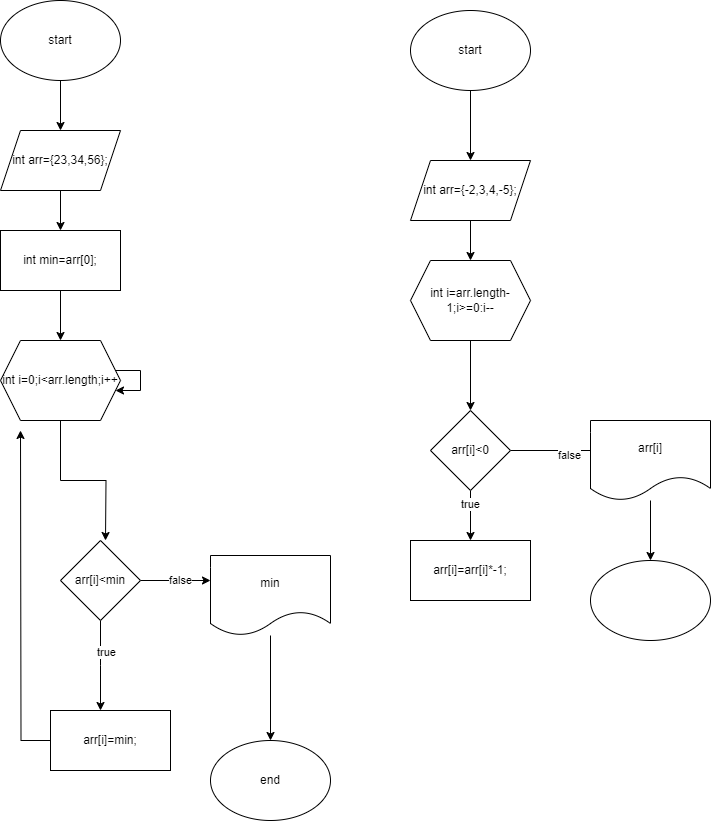 start
int arr={23,34,56};
int min=arr[0];
int i=0;i<arr.length;i++
arr[i]<min
false
min
true
arr[i]=min;
end
start
int arr={-2,3,4,-5};
int i=arr.length-
1;i>=0:i--
arr[i]<0
false
arr[i]
true
arr[i]=arr[i]*-1;